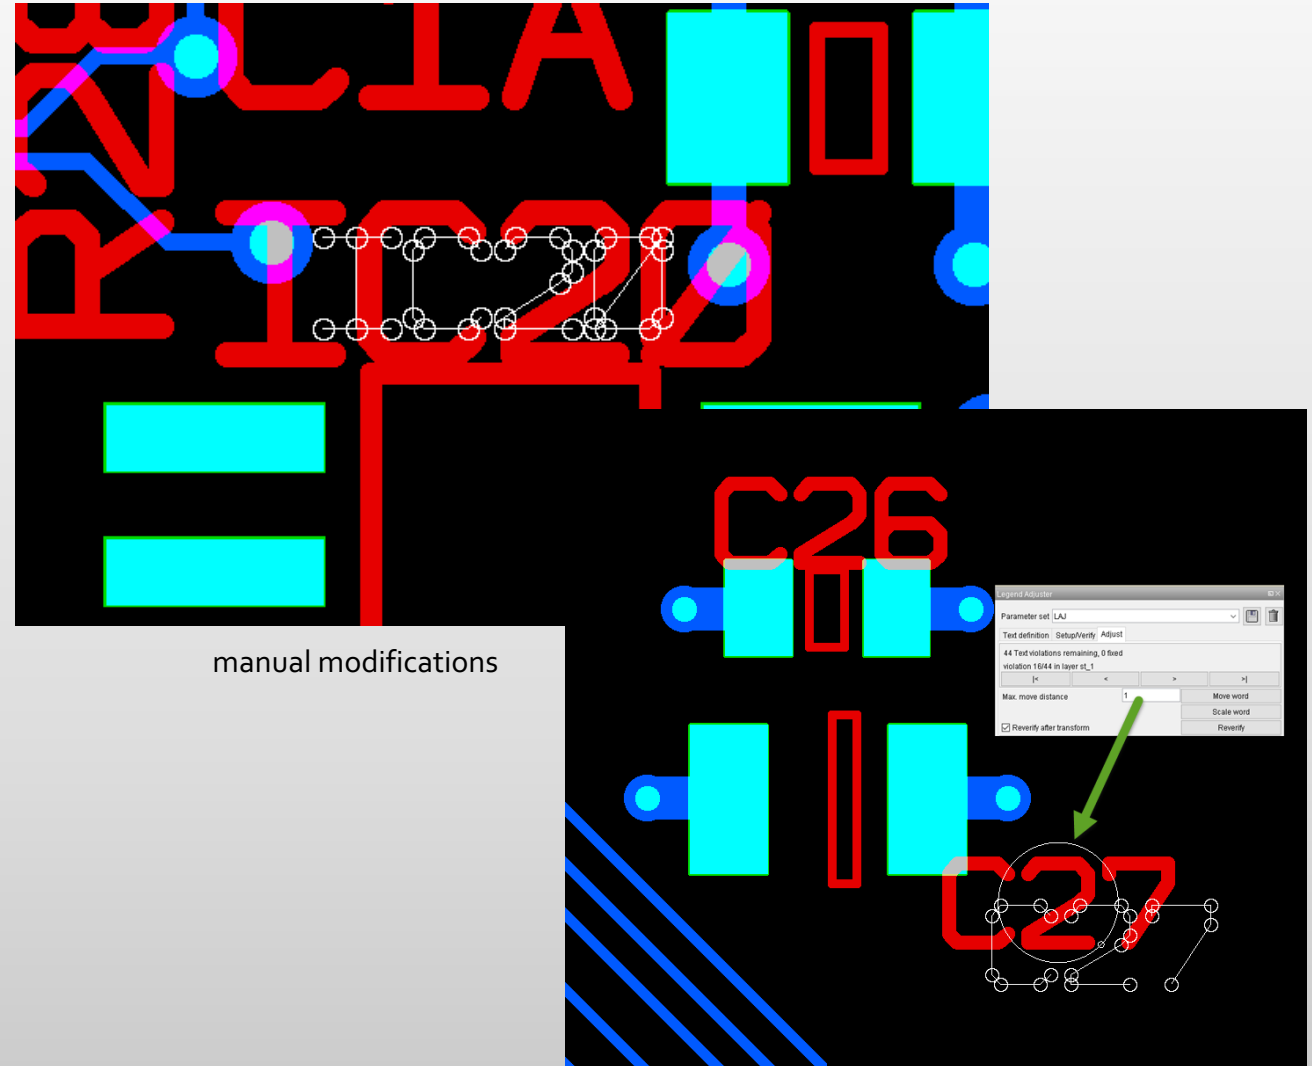 R28
C1A
IC20
manual modifications
C26
Legend Adjuster
Parameter set LAJ
Text definition Setup/Verify Adjust
44 Text violations remaining, 0 fixed
violation 16/44 in layer st_1
|< < > >|
Max. move distance 1 Move word
Scale word
Reverify after transform Reverify
C27